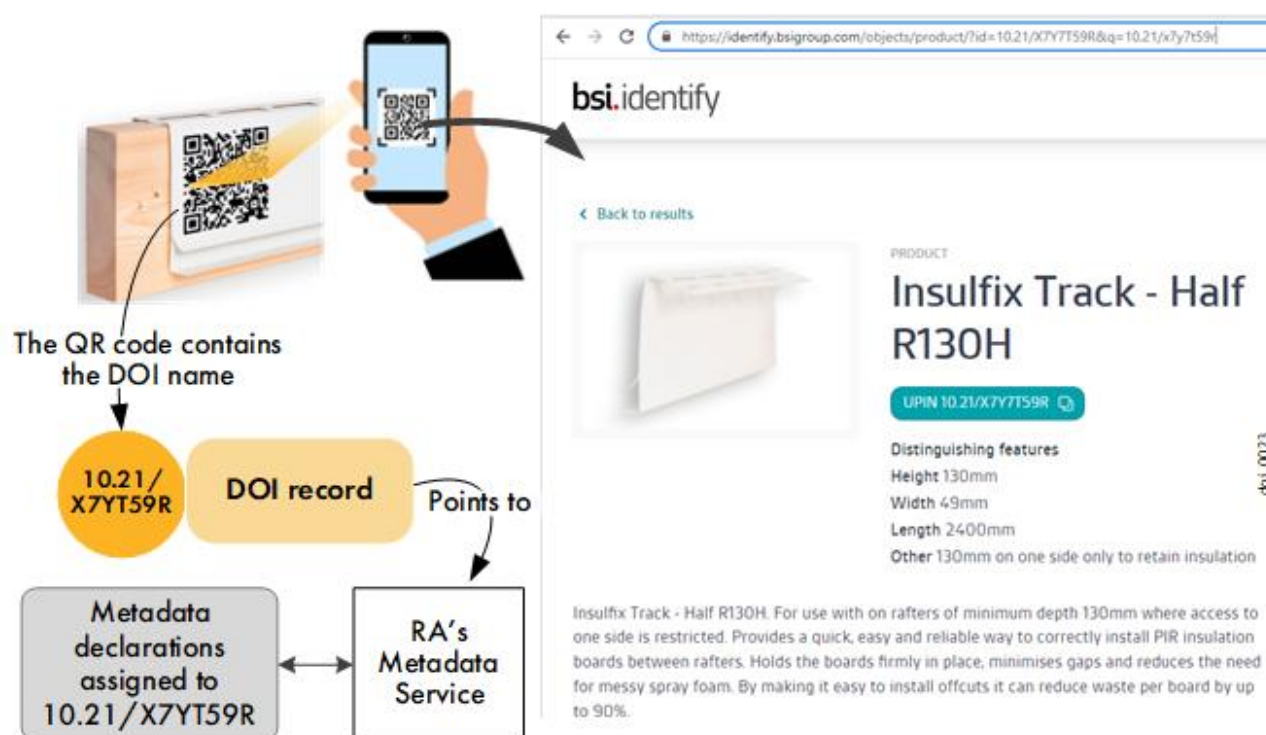 https://identify.bsigroup.com/objects/product/?id=10.21/X7Y7T59R&q=10.21/x7y7t59r
bsi.identify
Back to results
PRODUCT
Insulfix Track - Half
R130H
UPIN 10.21/X7Y7T59R
Distinguishing features
Height 130mm
Width 49mm
Length 2400mm
Other 130mm on one side only to retain insulation
Insulfix Track - Half R130H. For use with on rafters of minimum depth 130mm where access to
one side is restricted. Provides a quick, easy and reliable way to correctly install PIR insulation
boards between rafters. Holds the boards firmly in place, minimises gaps and reduces the need
for messy spray foam. By making it easy to install offcuts it can reduce waste per board by up
to 90%.
The QR code contains
the DOI name
10.21/
X7YT59R
DOI record
Points to
Metadata
declarations
assigned to
10.21/X7YT59R
RA's
Metadata
Service
doi_0023